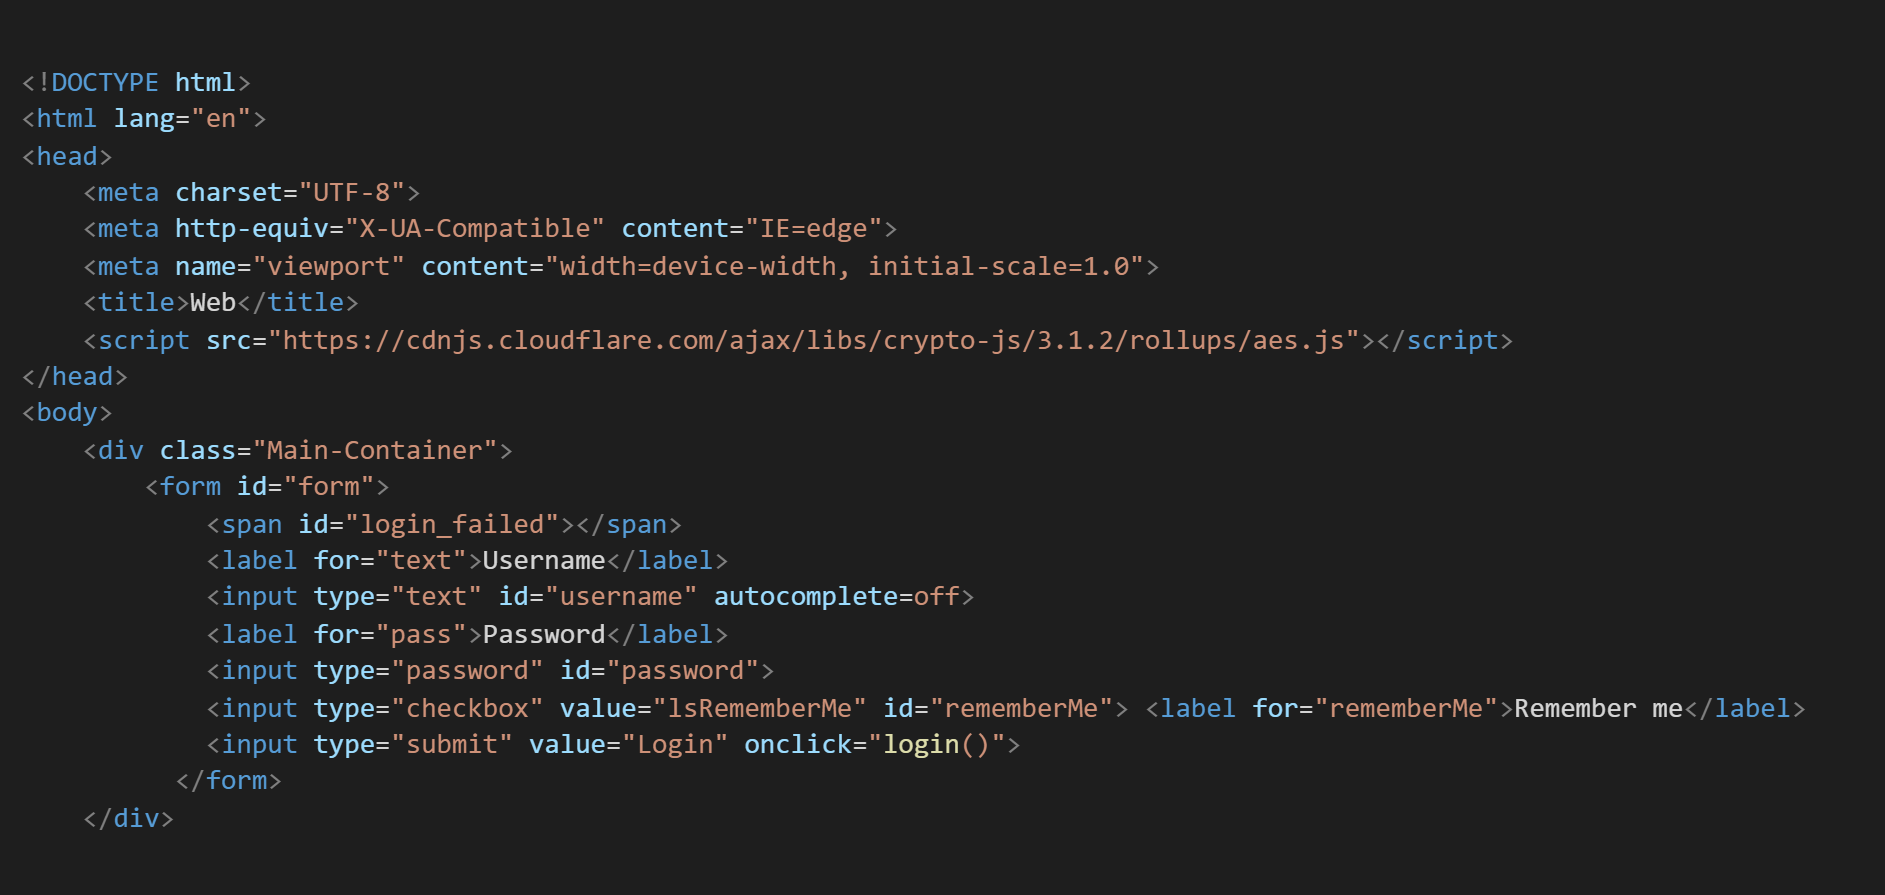 <!DOCTYPE html>
<html lang="en">
<head>
    <meta charset="UTF-8">
    <meta http-equiv="X-UA-Compatible" content="IE=edge">
    <meta name="viewport" content="width=device-width, initial-scale=1.0">
    <title>Web</title>
    <script src="https://cdnjs.cloudflare.com/ajax/libs/crypto-js/3.1.2/rollups/aes.js"></script>
</head>
<body>
    <div class="Main-Container">
        <form id="form">
            <span id="login_failed"></span>
            <label for="text">Username</label>
            <input type="text" id="username" autocomplete=off>
            <label for="pass">Password</label>
            <input type="password" id="password">
            <input type="checkbox" value="lsRememberMe" id="rememberMe"> <label for="rememberMe">Remember me</label>
            <input type="submit" value="Login" onclick="login()">
          </form>
    </div>